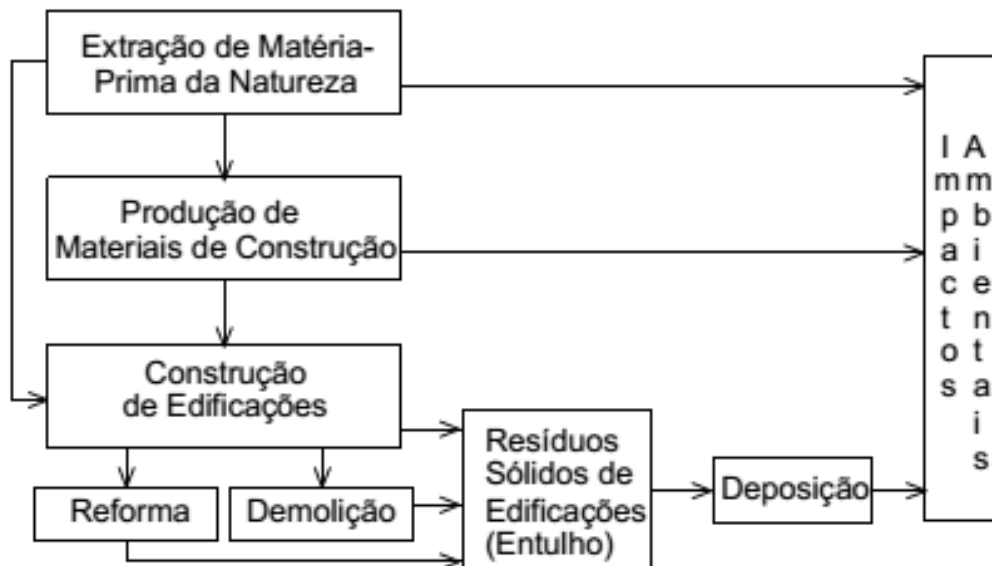 Extração de Matéria-
Prima da Natureza
Produção de
Materiais de Construção
Construção
de Edificações
Reforma
Demolição
Resíduos
Sólidos de
Edificações
(Entulho)
Deposição
Impactos
Ambientais